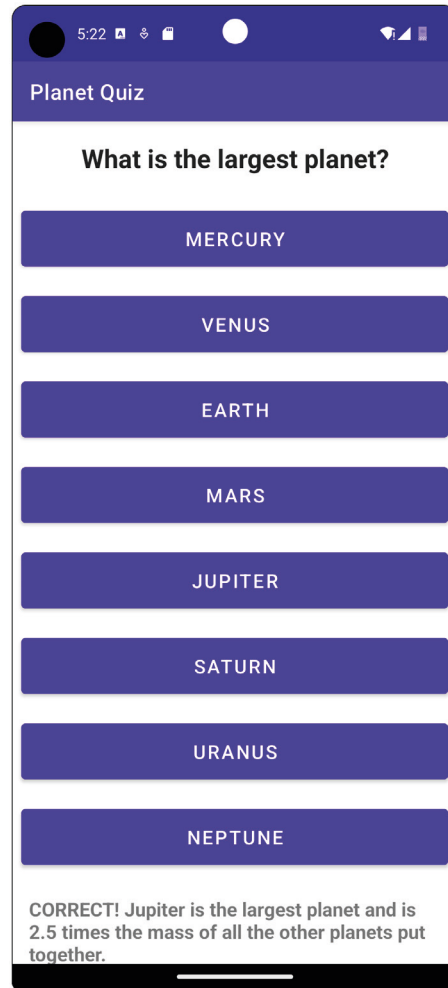 5:22
Planet Quiz
What is the largest planet?
MERCURY
VENUS
EARTH
MARS
JUPITER
SATURN
URANUS
NEPTUNE
CORRECT! Jupiter is the largest planet and is
2.5 times the mass of all the other planets put
together.